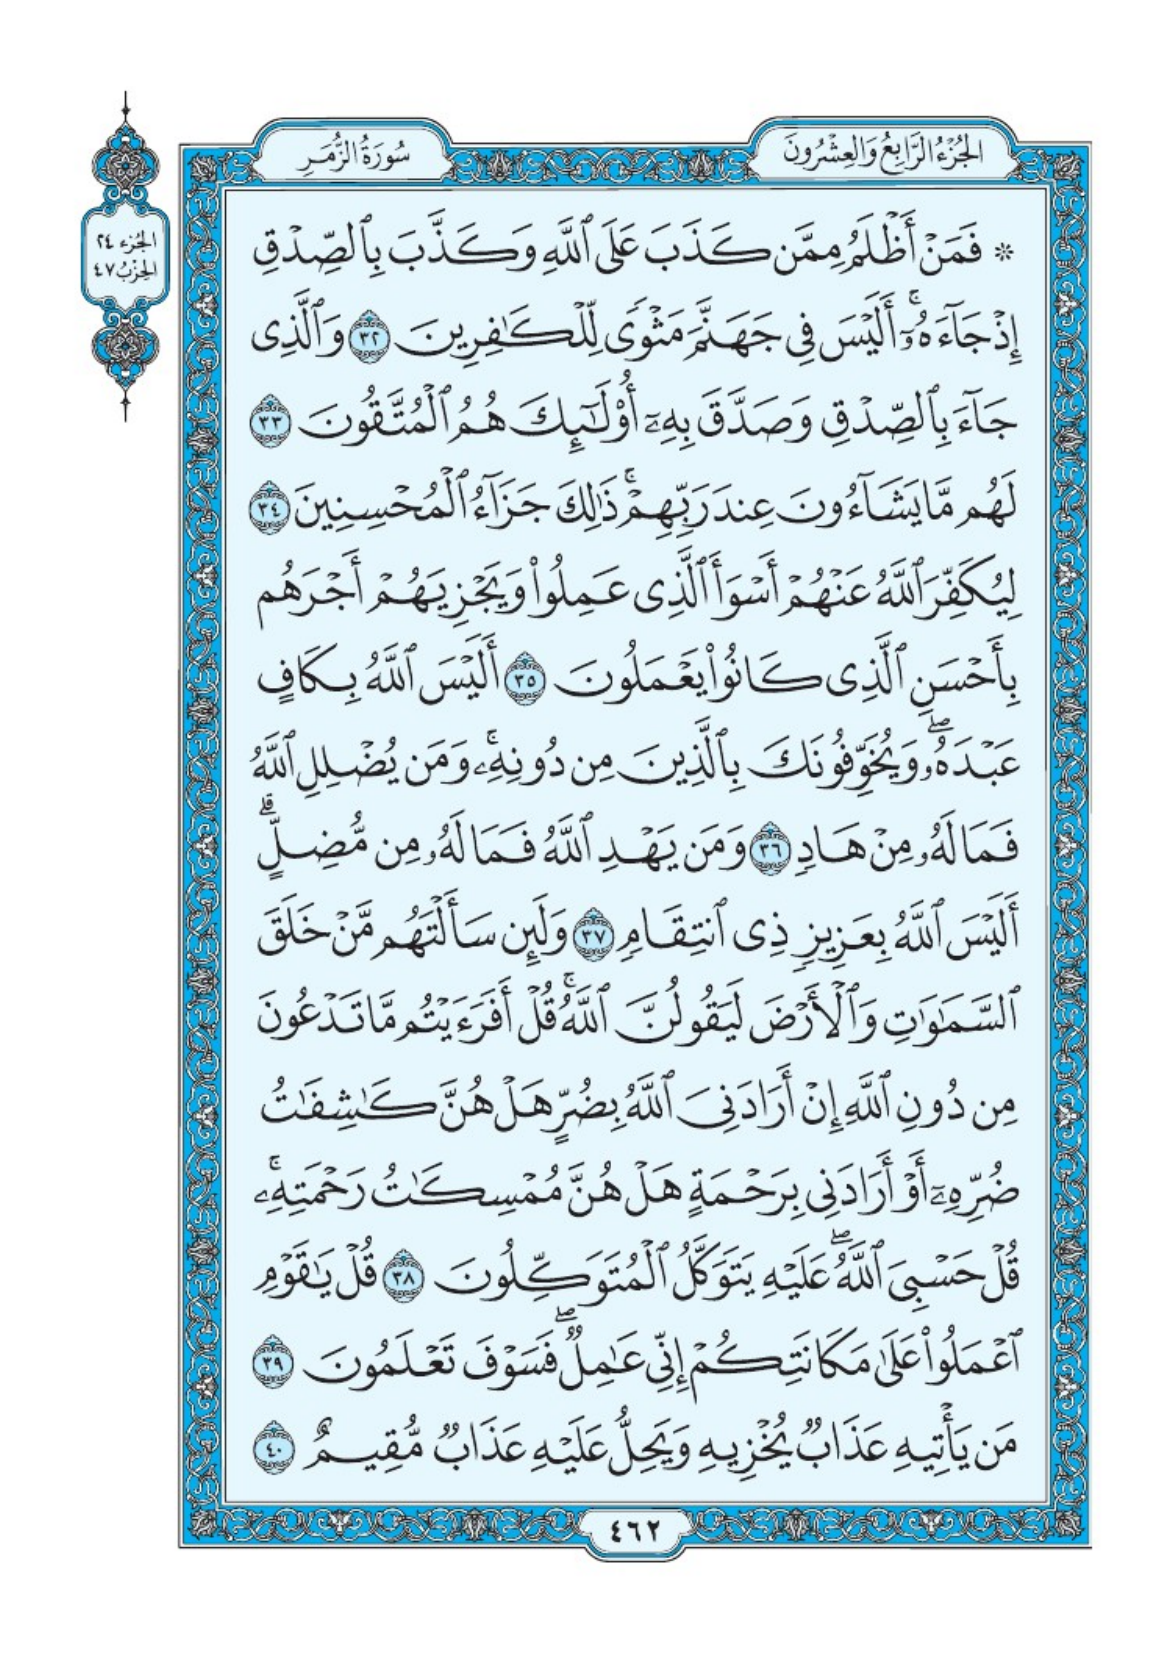 الجُزْءُ الرَّابِعُ وَالعِشْرُونَ
سُورَةُ الزُّمَرِ
الجزء ٢٤
الحِزْبُ ٤٧
۞ فَمَنْ أَظْلَمُ مِمَّن كَذَبَ عَلَى ٱللَّهِ وَكَذَّبَ بِٱلصِّدْقِ
إِذْ جَآءَهُۥٓۚ أَلَيْسَ فِى جَهَنَّمَ مَثْوًى لِّلْكَـٰفِرِينَ ٣٢ وَٱلَّذِى
جَآءَ بِٱلصِّدْقِ وَصَدَّقَ بِهِۦٓ أُو۟لَـٰٓئِكَ هُمُ ٱلْمُتَّقُونَ ٣٣
لَهُم مَّا يَشَآءُونَ عِندَ رَبِّهِمْۚ ذَٰلِكَ جَزَآءُ ٱلْمُحْسِنِينَ ٣٤
لِيُكَفِّرَ ٱللَّهُ عَنْهُمْ أَسْوَأَ ٱلَّذِى عَمِلُوا۟ وَيَجْزِيَهُمْ أَجْرَهُم
بِأَحْسَنِ ٱلَّذِى كَانُوا۟ يَعْمَلُونَ ٣٥ أَلَيْسَ ٱللَّهُ بِكَافٍ
عَبْدَهُۥۖ وَيُخَوِّفُونَكَ بِٱلَّذِينَ مِن دُونِهِۦۚ وَمَن يُضْلِلِ ٱللَّهُ
فَمَا لَهُۥ مِنْ هَادٍ ٣٦ وَمَن يَهْدِ ٱللَّهُ فَمَا لَهُۥ مِن مُّضِلٍّۗ
أَلَيْسَ ٱللَّهُ بِعَزِيزٍ ذِى ٱنتِقَامٍ ٣٧ وَلَئِن سَأَلْتَهُم مَّنْ خَلَقَ
ٱلسَّمَـٰوَٰتِ وَٱلْأَرْضَ لَيَقُولُنَّ ٱللَّهُۚ قُلْ أَفَرَءَيْتُم مَّا تَدْعُونَ
مِن دُونِ ٱللَّهِ إِنْ أَرَادَنِىَ ٱللَّهُ بِضُرٍّ هَلْ هُنَّ كَـٰشِفَـٰتُ
ضُرِّهِۦٓ أَوْ أَرَادَنِى بِرَحْمَةٍ هَلْ هُنَّ مُمْسِكَـٰتُ رَحْمَتِهِۦۚ
قُلْ حَسْبِىَ ٱللَّهُۖ عَلَيْهِ يَتَوَكَّلُ ٱلْمُتَوَكِّلُونَ ٣٨ قُلْ يَـٰقَوْمِ
ٱعْمَلُوا۟ عَلَىٰ مَكَانَتِكُمْ إِنِّى عَـٰمِلٌۖ فَسَوْفَ تَعْلَمُونَ ٣٩
مَن يَأْتِيهِ عَذَابٌ يُخْزِيهِ وَيَحِلُّ عَلَيْهِ عَذَابٌ مُّقِيمٌ ٤٠
٤٦٢